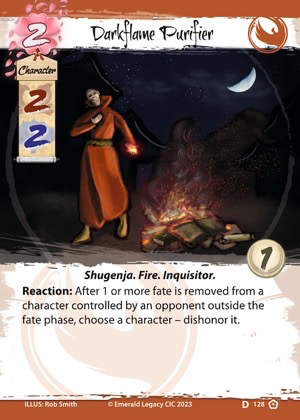 2
Darkflame Purifier
Character
2
2
1
Shugenja. Fire. Inquisitor.
Reaction: After 1 or more fate is removed from a
character controlled by an opponent outside the
fate phase, choose a character – dishonor it.
ILLUS: Rob Smith
© Emerald Legacy CIC 2023
D 128